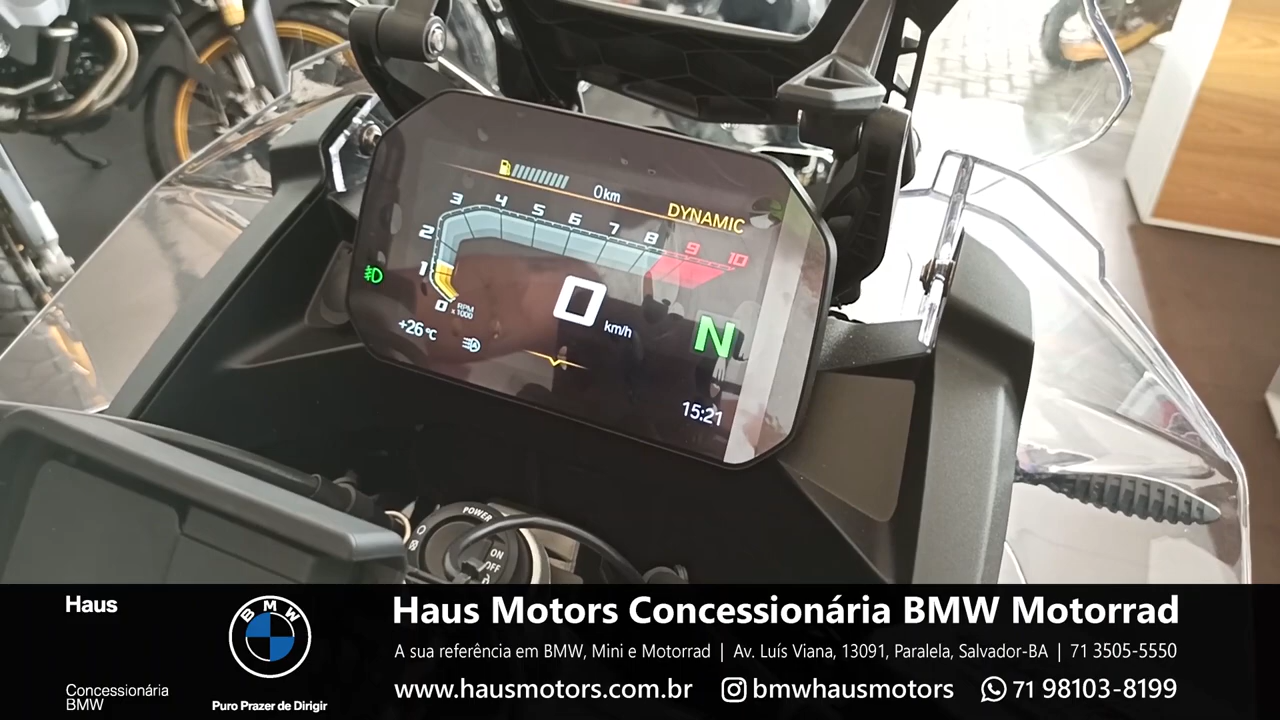 0 km
DYNAMIC
3 4 5 6 7 8 9 10
2
1
0
RPM
x1000
0 km/h
N
+26 °C
15:21
POWER
ON
OFF
Haus
BMW
Concessionária
BMW
Puro Prazer de Dirigir
Haus Motors Concessionária BMW Motorrad
A sua referência em BMW, Mini e Motorrad | Av. Luís Viana, 13091, Paralela, Salvador-BA | 71 3505-5550
www.hausmotors.com.br bmwhausmotors 71 98103-8199